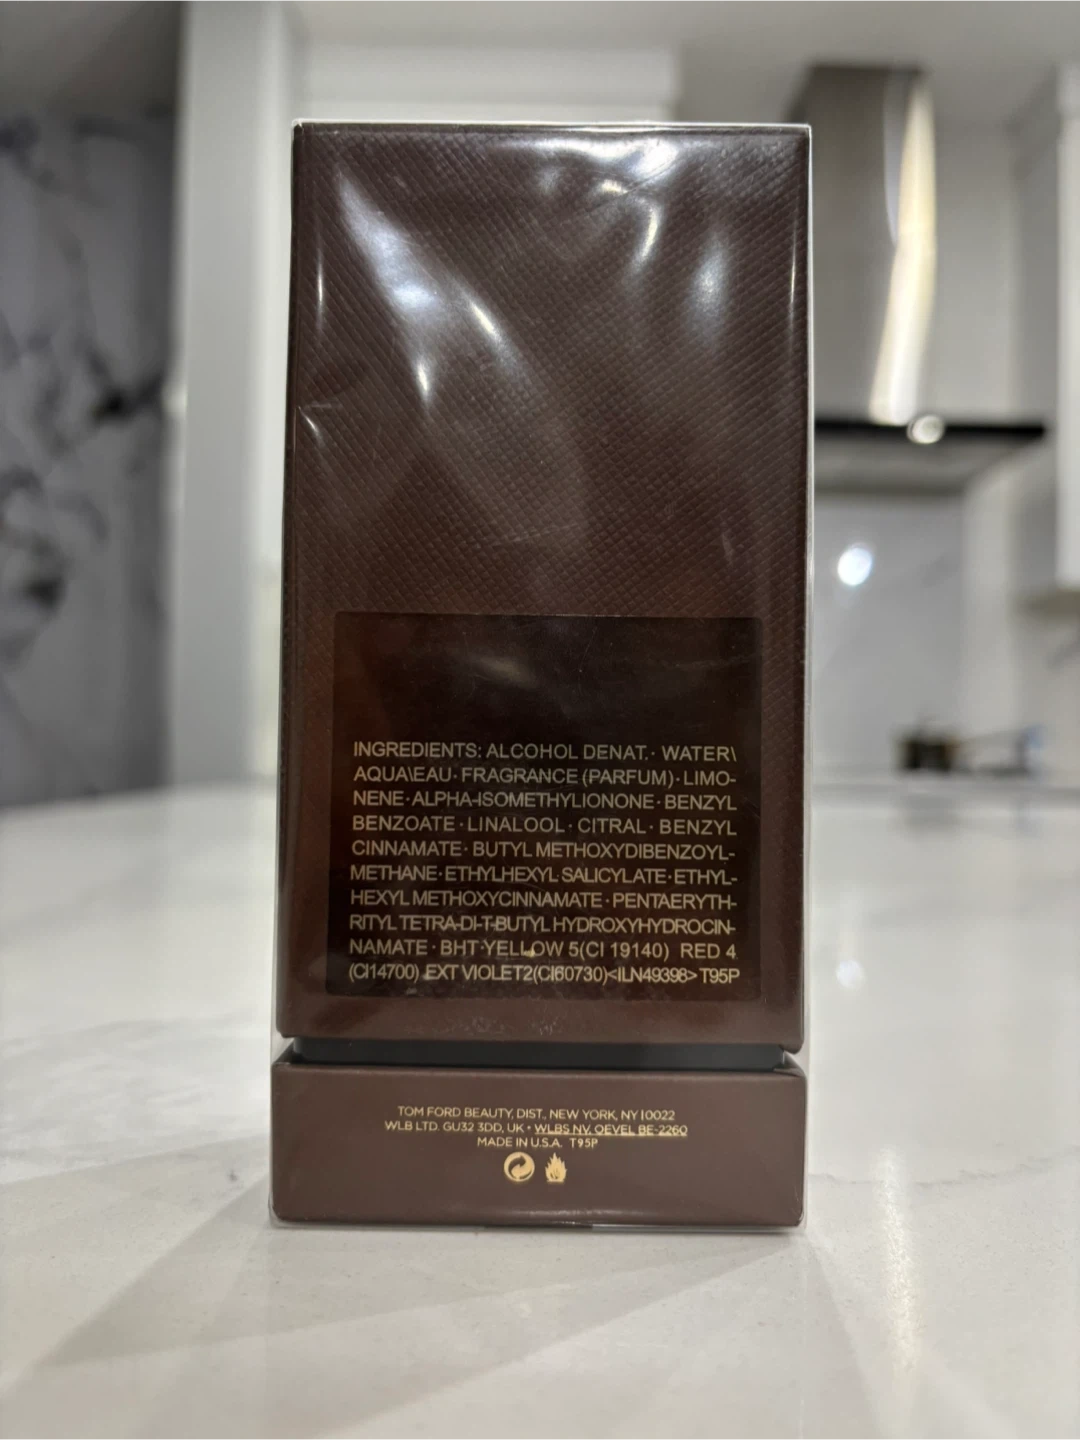 INGREDIENTS: ALCOHOL DENAT.· WATER\
AQUA\EAU· FRAGRANCE (PARFUM)· LIMO-
NENE·ALPHA-ISOMETHYLIONONE·BENZYL
BENZOATE·LINALOOL·CITRAL·BENZYL
CINNAMATE·BUTYL METHOXYDIBENZOYL-
METHANE·ETHYLHEXYL SALICYLATE·ETHYL-
HEXYL METHOXYCINNAMATE·PENTAERYTH-
RITYL TETRA-DI-T-BUTYL HYDROXYHYDROCIN-
NAMATE·BHT·YELLOW 5(CI 19140) RED 4
(CI14700) EXT VIOLET2(CI60730)<ILN49398> T95P
TOM FORD BEAUTY, DIST., NEW YORK, NY 10022
WLB LTD. GU32 3DD, UK • WLBS NV, OEVEL BE-2260
MADE IN U.S.A. T95P